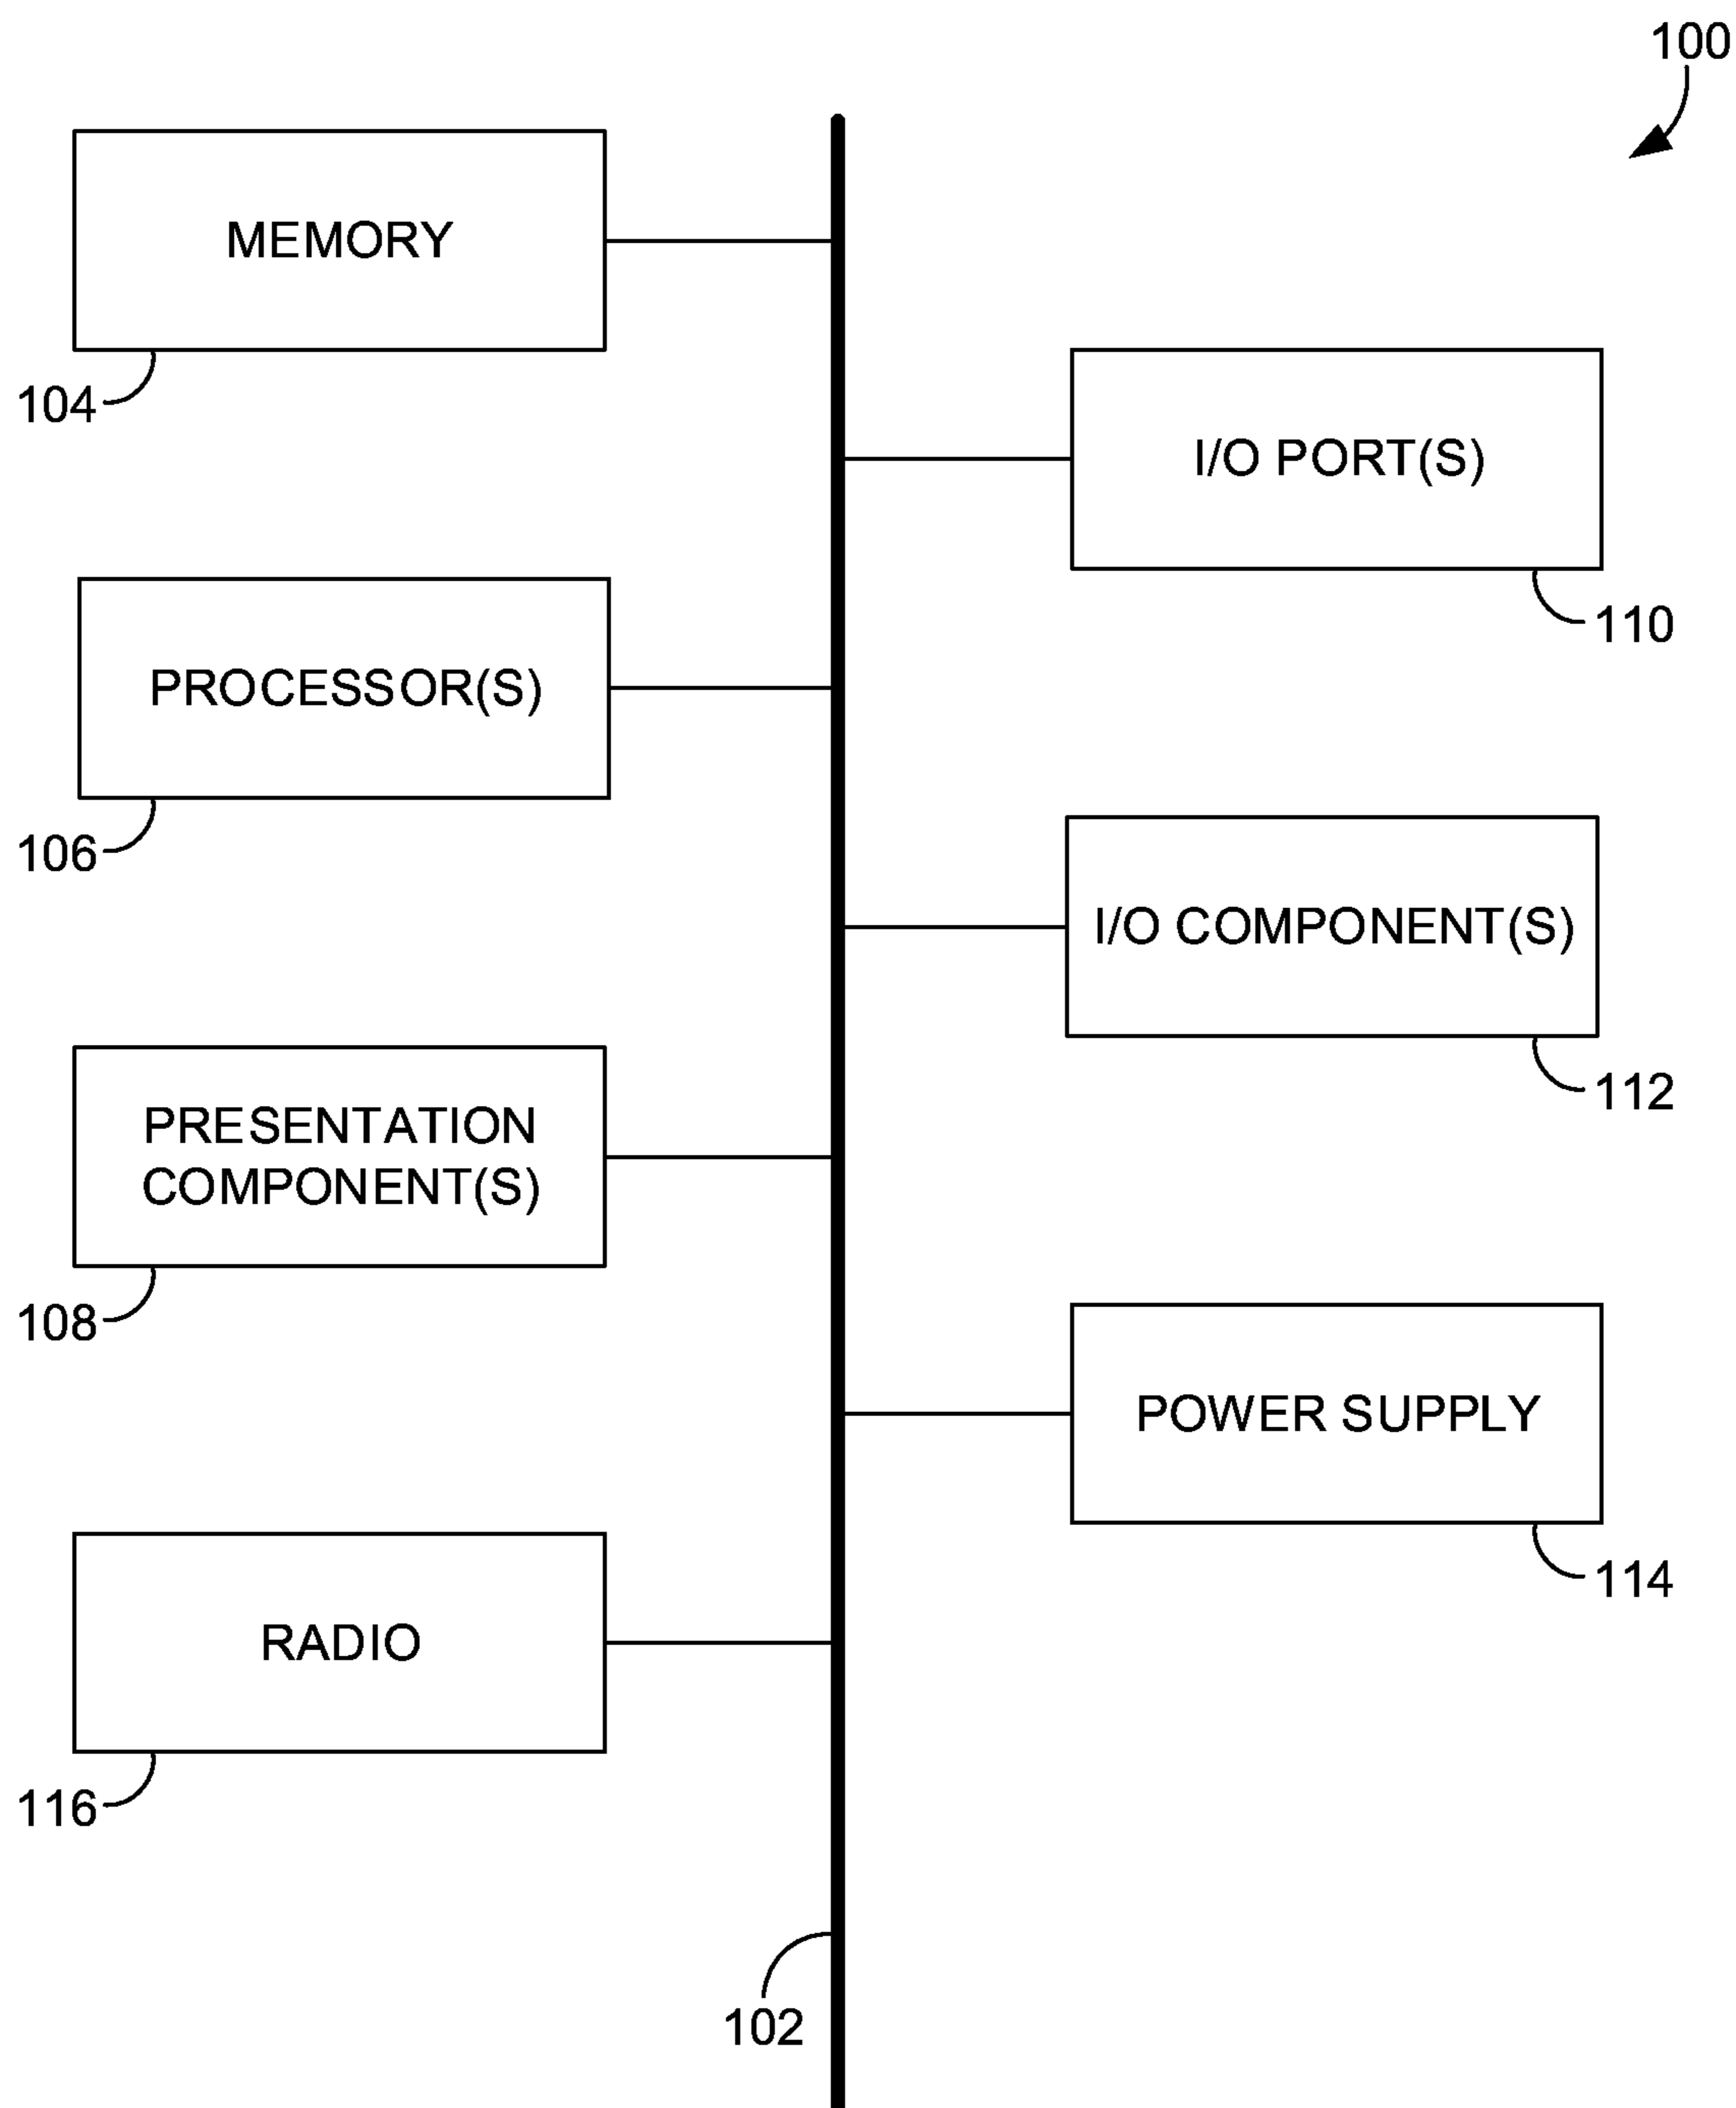 100
MEMORY
104
I/O PORT(S)
110
PROCESSOR(S)
106
I/O COMPONENT(S)
112
PRESENTATION
COMPONENT(S)
108
POWER SUPPLY
114
RADIO
116
102